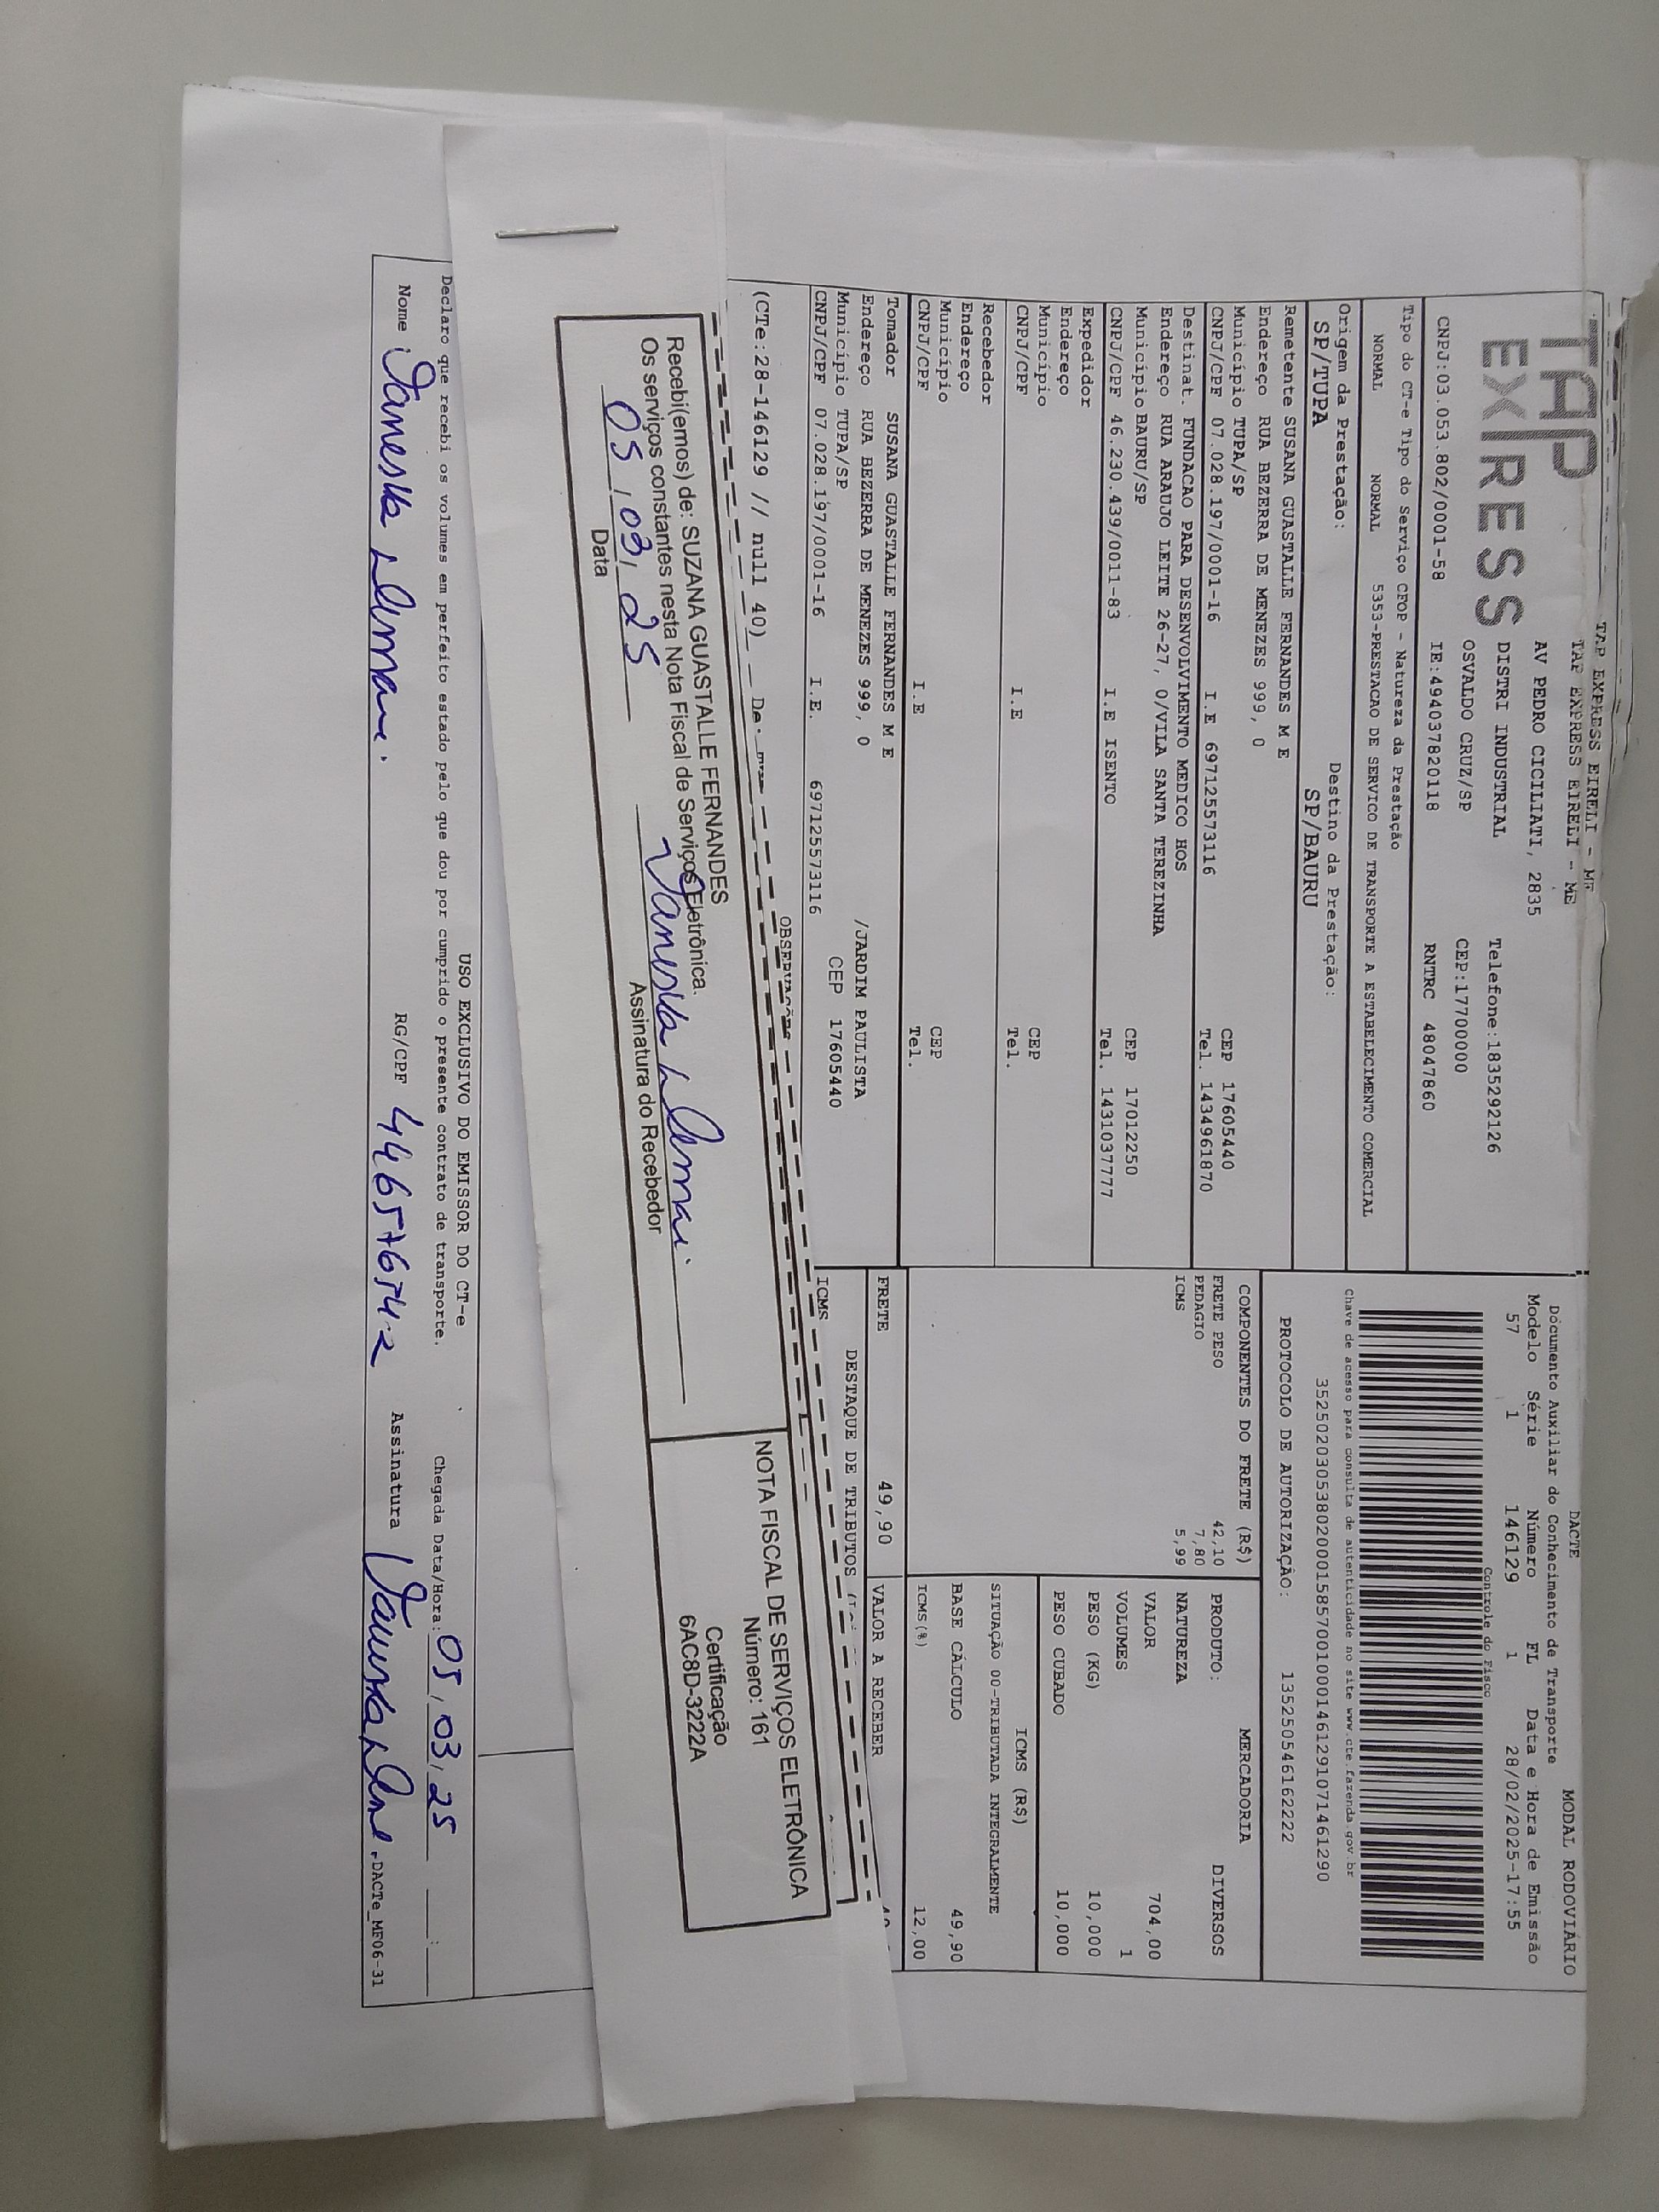 TAP EXPRESS EIRELI - ME
TAP EXPRESS EIRELI - ME
TAP
EXPRESS
AV PEDRO CICILIATI, 2835
DISTRI INDUSTRIAL Telefone:1835292126
OSVALDO CRUZ/SP CEP:17700000
CNPJ:03.053.802/0001-58 IE:494037820118 RNTRC 48047860
Tipo do CT-e Tipo do Serviço CFOP - Natureza da Prestação
NORMAL NORMAL 5353-PRESTACAO DE SERVICO DE TRANSPORTE A ESTABELECIMENTO COMERCIAL
Origem da Prestação: Destino da Prestação:
SP/TUPA SP/BAURU
Remetente SUSANA GUASTALLE FERNANDES M E
Endereço RUA BEZERRA DE MENEZES 999, 0
Município TUPA/SP CEP 17605440
CNPJ/CPF 07.028.197/0001-16 I.E 697125573116 Tel. 1434961870
Destinat. FUNDACAO PARA DESENVOLVIMENTO MEDICO HOS
Endereço RUA ARAUJO LEITE 26-27, 0/VILA SANTA TEREZINHA
Município BAURU/SP CEP 17012250
CNPJ/CPF 46.230.439/0011-83 I.E ISENTO Tel. 1431037777
Expedidor
Endereço
Município CEP
CNPJ/CPF I.E Tel.
Recebedor
Endereço
Município CEP
CNPJ/CPF I.E Tel.
Tomador SUSANA GUASTALLE FERNANDES M E
Endereço RUA BEZERRA DE MENEZES 999, 0 /JARDIM PAULISTA
Município TUPA/SP CEP 17605440
CNPJ/CPF 07.028.197/0001-16 I.E. 697125573116
OBSERVAÇÕES
(CTe:28-146129 // null 40)
DACTE MODAL RODOVIÁRIO
Documento Auxiliar do Conhecimento de Transporte
Modelo Série Número FL Data e Hora de Emissão
57 1 146129 1 28/02/2025-17:55
Controle do Fisco
Chave de acesso para consulta de autenticidade no site www.cte.fazenda.gov.br
35250203053802000158570010001461291071461290
PROTOCOLO DE AUTORIZAÇÃO: 135250546162222
COMPONENTES DO FRETE (R$)
FRETE PESO 42,10
PEDAGIO 7,80
ICMS 5,99
MERCADORIA
PRODUTO: DIVERSOS
NATUREZA
VALOR 704,00
VOLUMES 1
PESO (KG) 10,000
PESO CUBADO 10,000
ICMS (R$)
SITUAÇÃO 00-TRIBUTADA INTEGRALMENTE
BASE CÁLCULO 49,90
ICMS(%) 12,00
FRETE 49,90 VALOR A RECEBER
DESTAQUE DE TRIBUTOS
ICMS
Recebi(emos) de: SUZANA GUASTALLE FERNANDES
Os serviços constantes nesta Nota Fiscal de Serviços Eletrônica.
05/03/25
Data Assinatura do Recebedor
NOTA FISCAL DE SERVIÇOS ELETRÔNICA
Número: 161
Certificação
6AC8D-3222A
USO EXCLUSIVO DO EMISSOR DO CT-e
Declaro que recebi os volumes em perfeito estado pelo que dou por cumprido o presente contrato de transporte. Chegada Data/Hora: 05/03/25 __:__
Nome RG/CPF 446576574-2 Assinatura
DACTe_MF06-31